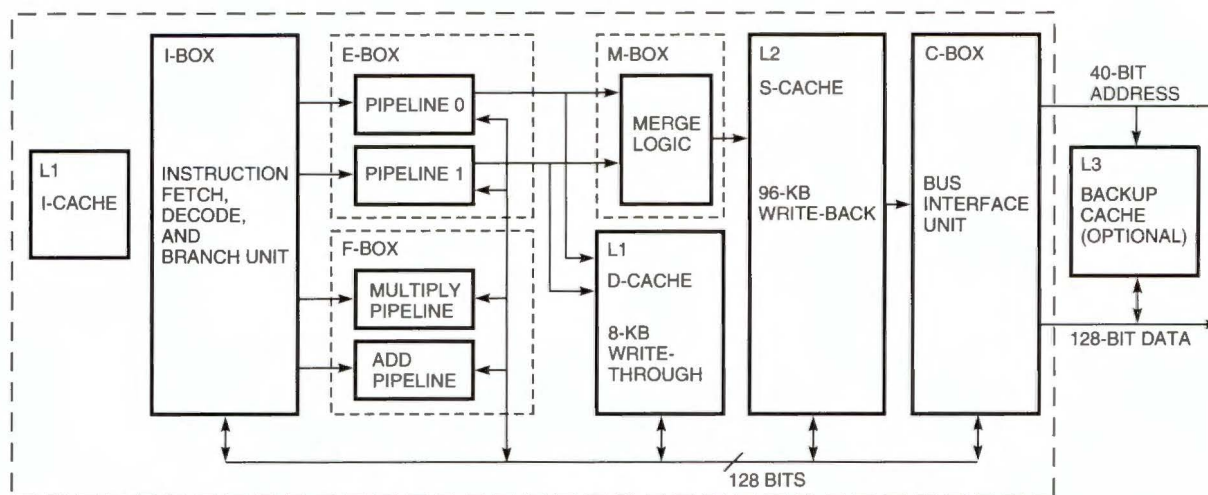 L1
I-CACHE
I-BOX
INSTRUCTION
FETCH,
DECODE,
AND
BRANCH UNIT
E-BOX
PIPELINE 0
PIPELINE 1
F-BOX
MULTIPLY
PIPELINE
ADD
PIPELINE
M-BOX
MERGE
LOGIC
L1
D-CACHE
8-KB
WRITE-
THROUGH
L2
S-CACHE
96-KB
WRITE-BACK
C-BOX
BUS
INTERFACE
UNIT
40-BIT
ADDRESS
L3
BACKUP
CACHE
(OPTIONAL)
128-BIT DATA
128 BITS